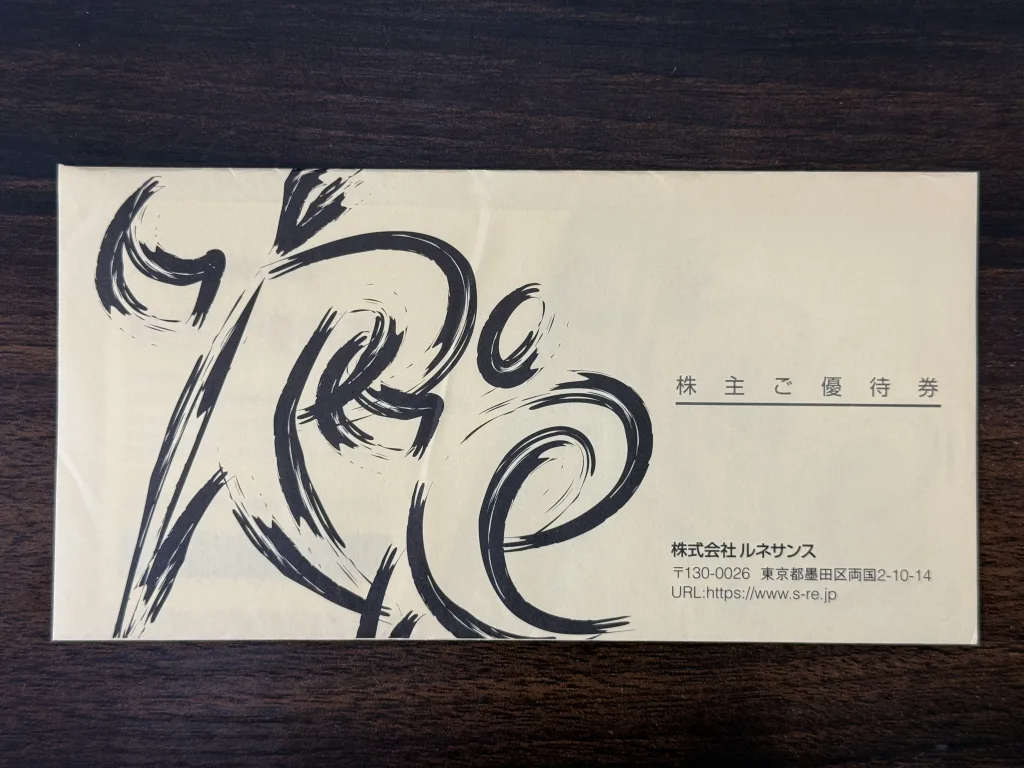 Re
株主ご優待券
株式会社ルネサンス
〒130-0026 東京都墨田区両国2-10-14
URL:https://www.s-re.jp